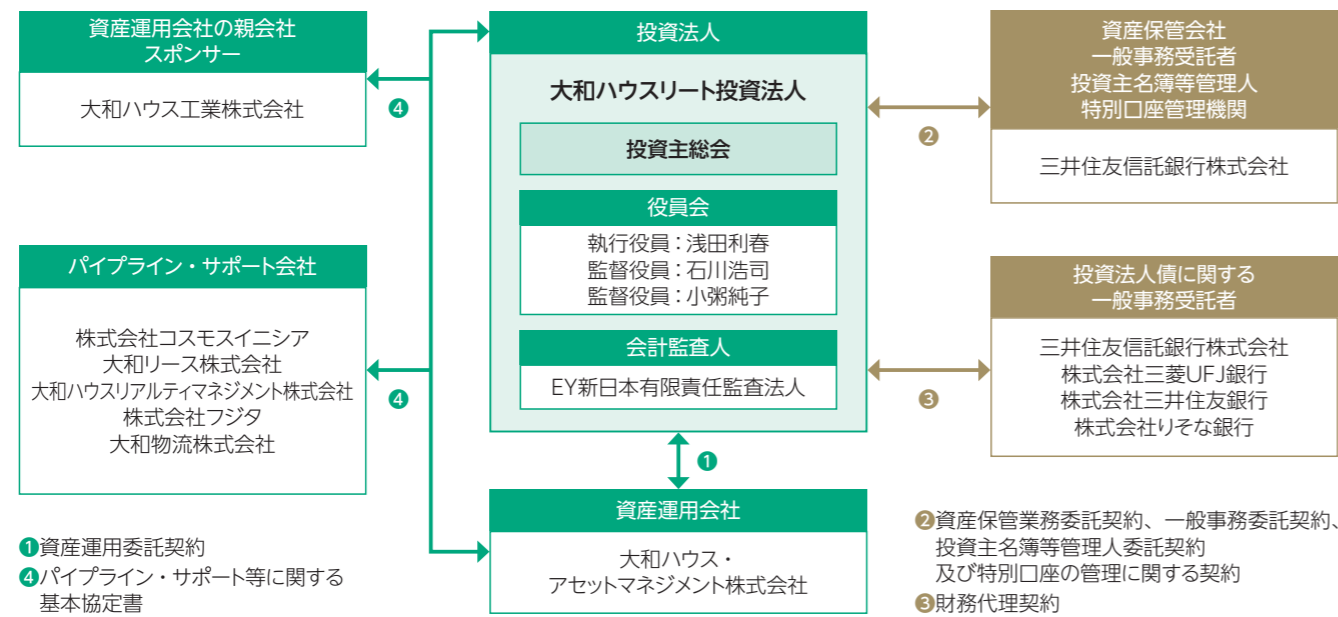 資産運用会社の親会社
スポンサー
大和ハウス工業株式会社
❹
パイプライン・サポート会社
株式会社コスモスイニシア
大和リース株式会社
大和ハウスリアルティマネジメント株式会社
株式会社フジタ
大和物流株式会社
❹
投資法人
大和ハウスリート投資法人
投資主総会
役員会
執行役員：浅田利春
監督役員：石川浩司
監督役員：小粥純子
会計監査人
EY新日本有限責任監査法人
❶
資産運用会社
大和ハウス・
アセットマネジメント株式会社
資産保管会社
一般事務受託者
投資主名簿等管理人
特別口座管理機関
三井住友信託銀行株式会社
❷
投資法人債に関する
一般事務受託者
三井住友信託銀行株式会社
株式会社三菱UFJ銀行
株式会社三井住友銀行
株式会社りそな銀行
❸
❶資産運用委託契約
❹パイプライン・サポート等に関する
基本協定書
❷資産保管業務委託契約、一般事務委託契約、
投資主名簿等管理人委託契約
及び特別口座の管理に関する契約
❸財務代理契約